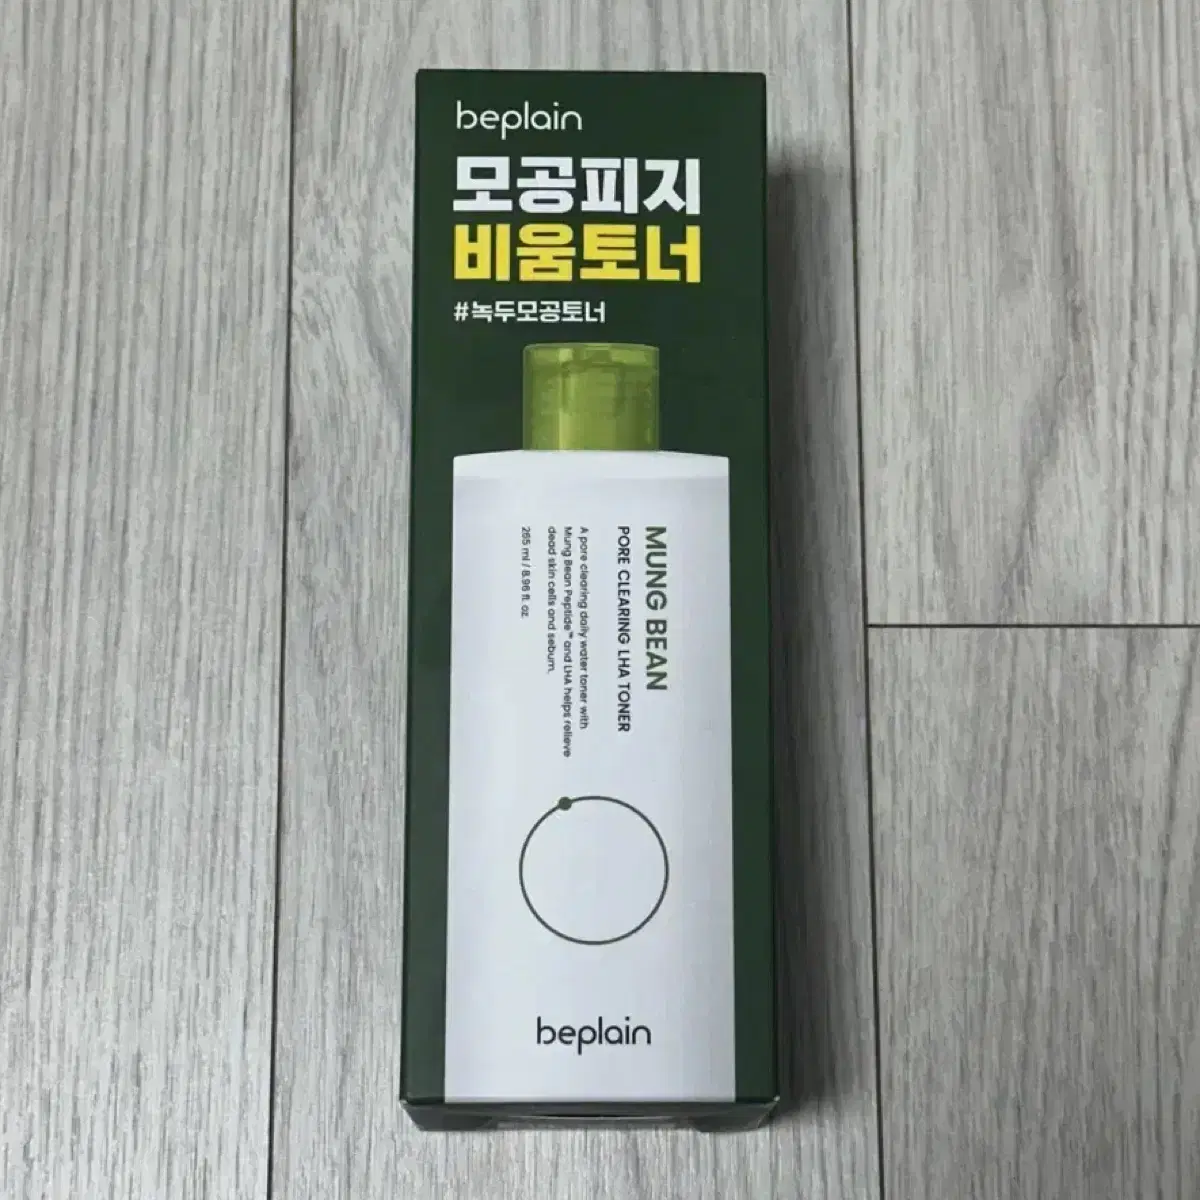 beplain
모공피지
비움토너
#녹두모공토너
MUNG BEAN
PORE CLEARING LHA TONER
A pore clearing daily water toner with
Mung Bean Peptide™ and LHA helps relieve
dead skin cells and sebum.
265 ml / 8.96 fl. oz.
beplain